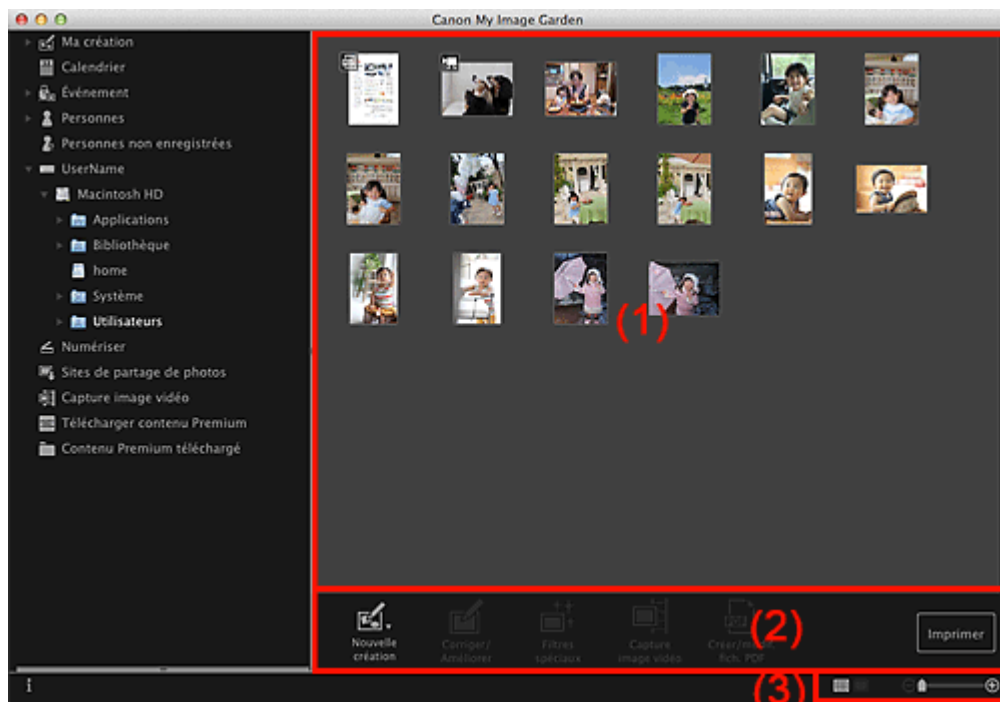 Canon My Image Garden
Ma création
Calendrier
Événement
Personnes
Personnes non enregistrées
UserName
Macintosh HD
Applications
Bibliothèque
home
Système
Utilisateurs
Numériser
Sites de partage de photos
Capture image vidéo
Télécharger contenu Premium
Contenu Premium téléchargé
(1)
Nouvelle
création
Corriger/
Améliorer
Filtres
spéciaux
Capture
image vidéo
fich. PDF
(2)
Imprimer
(3)